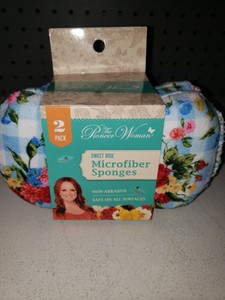 The
Pioneer Woman
2
PACK
SWEET ROSE
Microfiber
Sponges
NON-ABRASIVE
SAFE ON ALL SURFACES